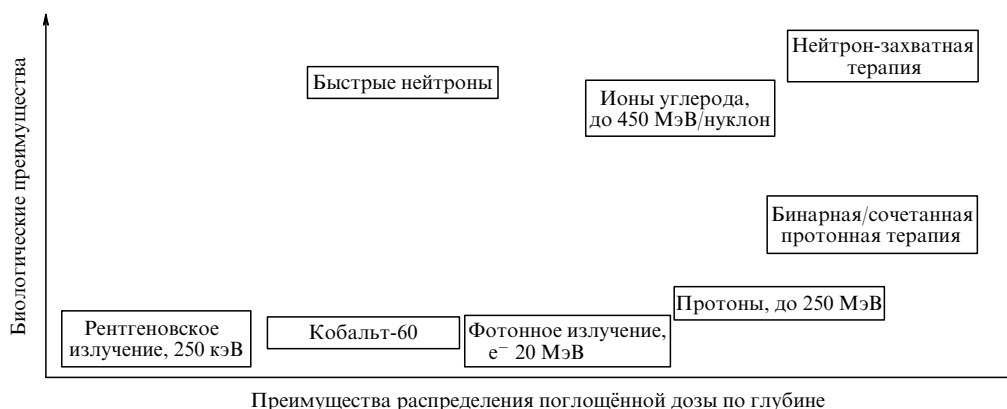 Биологические преимущества
Нейтрон-захватная
терапия
Быстрые нейтроны
Ионы углерода,
до 450 МэВ/нуклон
Бинарная/сочетанная
протонная терапия
Протоны, до 250 МэВ
Рентгеновское
излучение, 250 кэВ
Кобальт-60
Фотонное излучение,
e⁻ 20 МэВ
Преимущества распределения поглощённой дозы по глубине